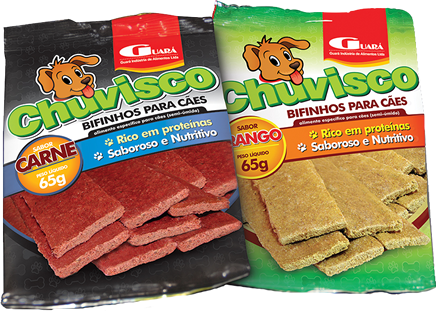 GUARÁ
Guará Indústria de Alimentos Ltda
Chuvisco
BIFINHOS PARA CÃES
alimento específico para cães (semi-úmido)
Rico em proteínas
Saboroso e Nutritivo
SABOR
CARNE
PESO LÍQUIDO
65g
GUARÁ
Guará Indústria de Alimentos Ltda
Chuvisco
BIFINHOS PARA CÃES
alimento específico para cães (semi-úmido)
Rico em proteínas
Saboroso e Nutritivo
SABOR
RANGO
PESO LÍQUIDO
65g